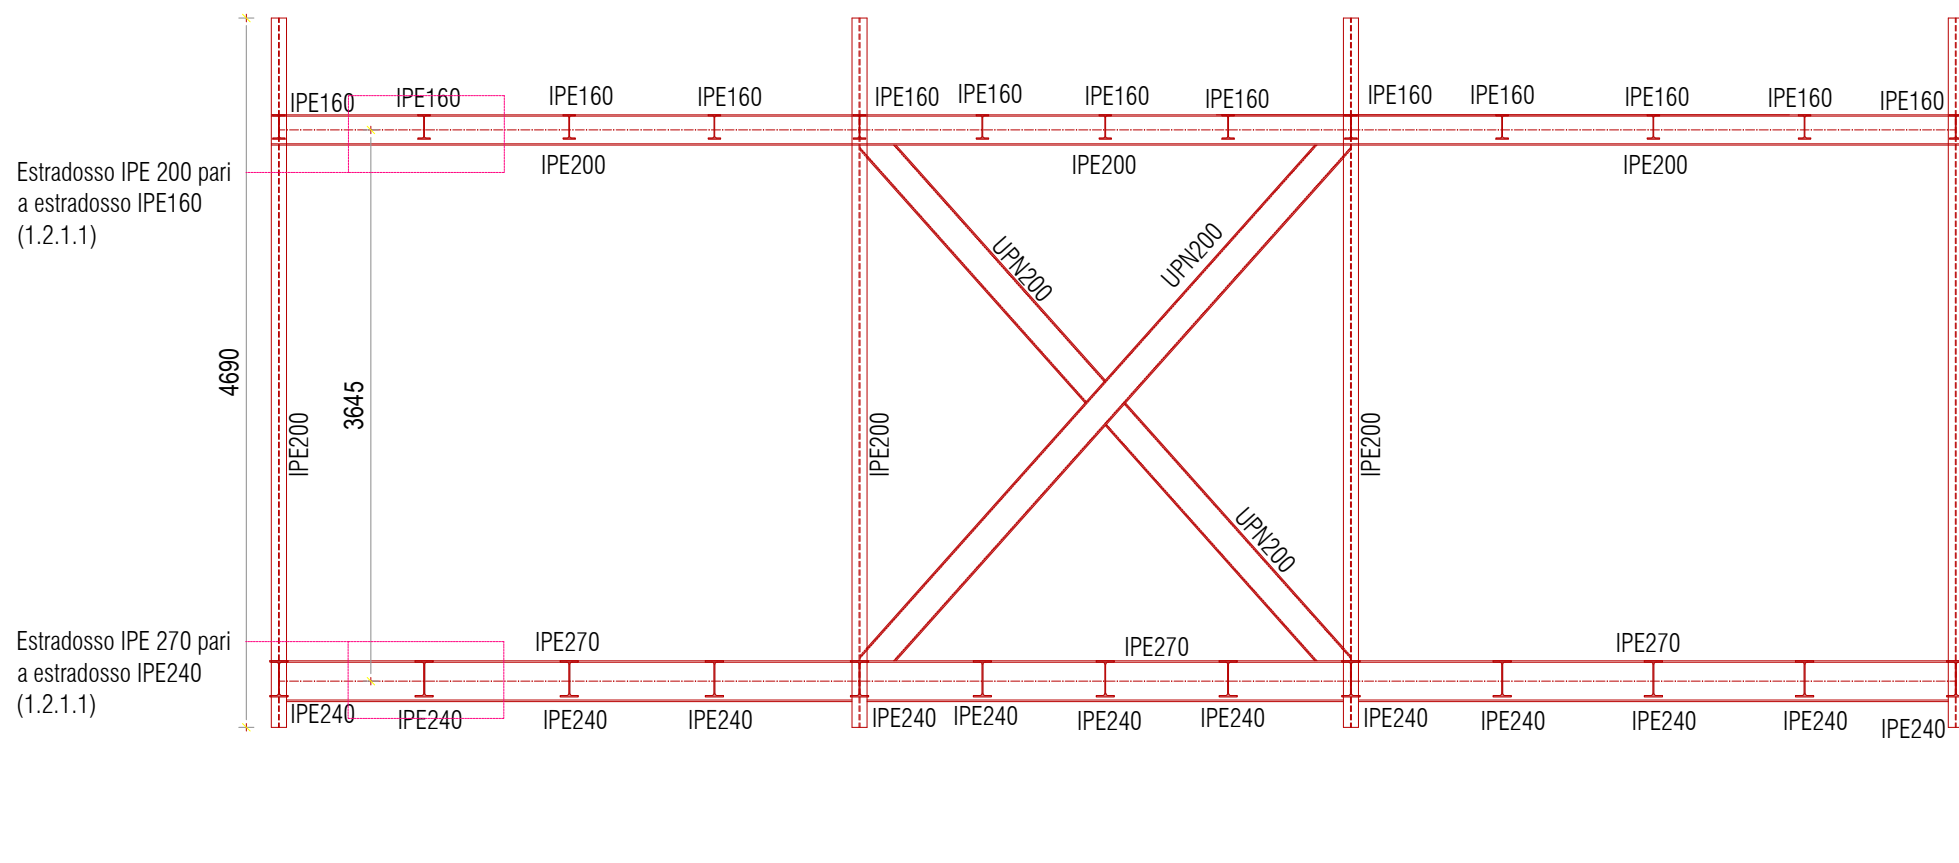 IPE160 IPE160 IPE160 IPE160 IPE160 IPE160 IPE160 IPE160 IPE160 IPE160 IPE160 IPE160 IPE160
IPE200 IPE200 IPE200
Estradosso IPE 200 pari
a estradosso IPE160
(1.2.1.1)
UPN200
UPN200
4690
3645
IPE200
IPE200
IPE200
UPN200
Estradosso IPE 270 pari
a estradosso IPE240
(1.2.1.1)
IPE270 IPE270 IPE270
IPE240 IPE240 IPE240 IPE240 IPE240 IPE240 IPE240 IPE240 IPE240 IPE240 IPE240 IPE240 IPE240